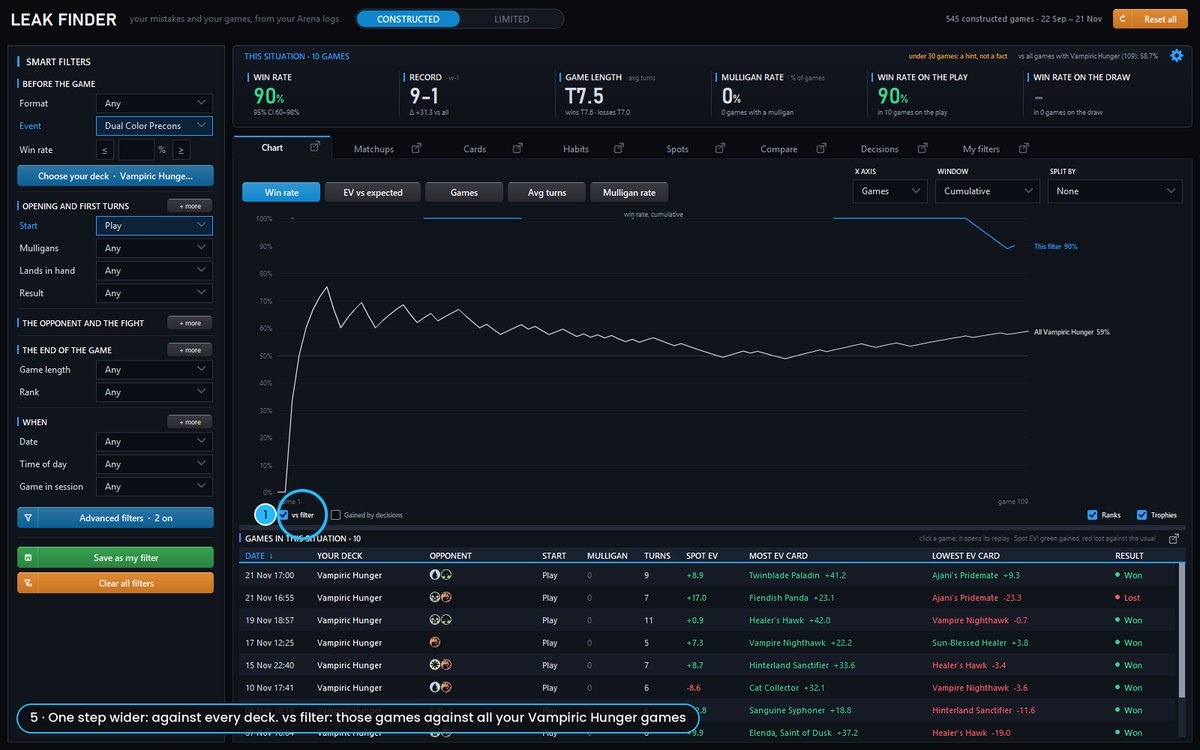 LEAK FINDER your mistakes and your games, from your Arena logs CONSTRUCTED LIMITED 545 constructed games · 22 Sep – 21 Nov Reset all
SMART FILTERS
BEFORE THE GAME
Format Any
Event Dual Color Precons
Win rate ≤ % ≥
Choose your deck · Vampiric Hunge...
OPENING AND FIRST TURNS + more
Start Play
Mulligans Any
Lands in hand Any
Result Any
THE OPPONENT AND THE FIGHT + more
THE END OF THE GAME + more
Game length Any
Rank Any
WHEN + more
Date Any
Time of day Any
Game in session Any
Advanced filters · 2 on
Save as my filter
Clear all filters
THIS SITUATION · 10 GAMES under 30 games: a hint, not a fact vs all games with Vampiric Hunger (109): 58.7%
WIN RATE RECORD w-l GAME LENGTH avg turns MULLIGAN RATE · % of games WIN RATE ON THE PLAY WIN RATE ON THE DRAW
90% 9-1 T7.5 0% 90% –
95% CI 60–98% Δ +31.3 vs all wins T7.6 · losses T7.0 0 games with a mulligan in 10 games on the play in 0 games on the draw
Chart Matchups Cards Habits Spots Compare Decisions My filters
X AXIS WINDOW SPLIT BY
Win rate EV vs expected Games Avg turns Mulligan rate Games Cumulative None
win rate, cumulative
100%
90% This filter 90%
80%
70%
60% All Vampiric Hunger 59%
50%
40%
30%
20%
10%
0%
game 1 game 109
1 vs filter Gained by decisions Ranks Trophies
GAMES IN THIS SITUATION · 10 click a game: it opens its replay · Spot EV: green gained, red lost against the usual
DATE ↓ YOUR DECK OPPONENT START MULLIGAN TURNS SPOT EV MOST EV CARD LOWEST EV CARD RESULT
21 Nov 17:00 Vampiric Hunger Play 0 9 +8.9 Twinblade Paladin +41.2 Ajani's Pridemate +9.3 Won
21 Nov 16:55 Vampiric Hunger Play 0 7 +17.0 Fiendish Panda +23.1 Ajani's Pridemate -23.3 Lost
19 Nov 18:57 Vampiric Hunger Play 0 11 +0.9 Healer's Hawk +42.0 Vampire Nighthawk -0.7 Won
17 Nov 12:25 Vampiric Hunger Play 0 5 +7.3 Vampire Nighthawk +22.2 Sun-Blessed Healer +3.8 Won
15 Nov 22:40 Vampiric Hunger Play 0 7 +8.7 Hinterland Sanctifier +33.6 Healer's Hawk -3.4 Won
10 Nov 17:41 Vampiric Hunger Play 0 6 -8.6 Cat Collector +32.1 Vampire Nighthawk -3.6 Won
Sanguine Syphoner +18.8 Hinterland Sanctifier -11.6 Won
Elenda, Saint of Dusk +37.2 Healer's Hawk -19.0 Won
5 · One step wider: against every deck. vs filter: those games against all your Vampiric Hunger games